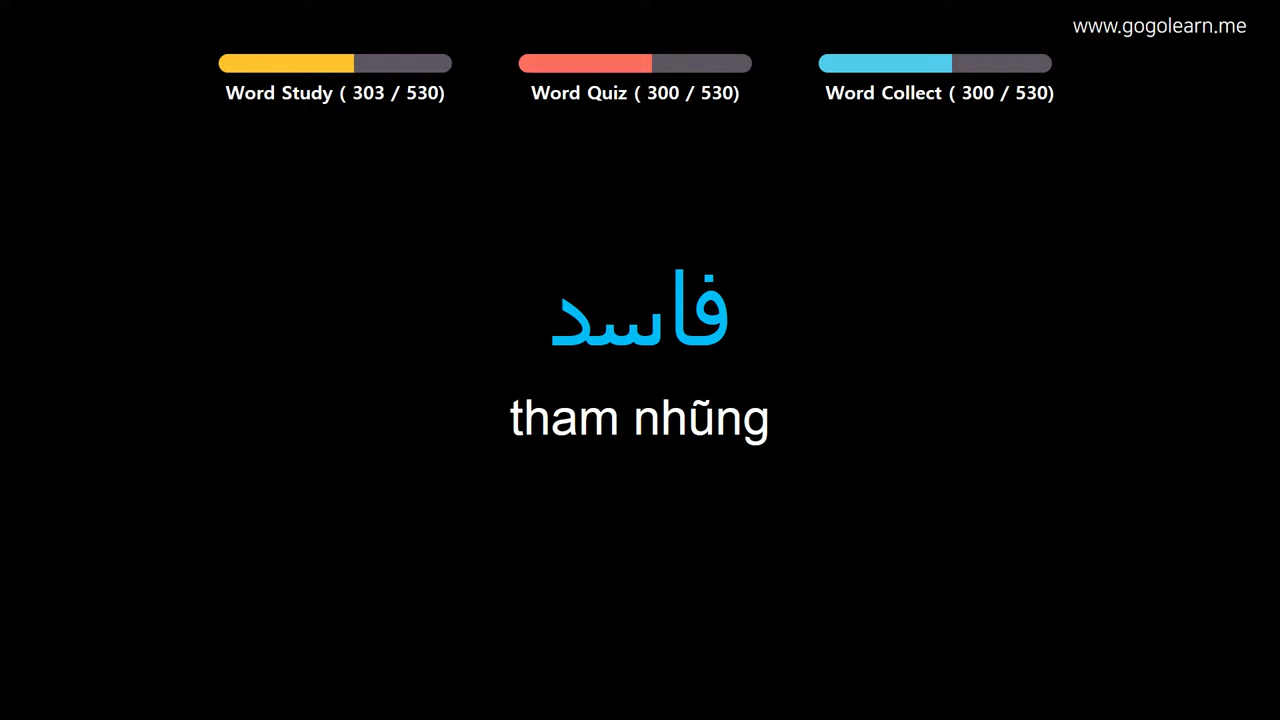 www.gogolearn.me
Word Study ( 303 / 530)
Word Quiz ( 300 / 530)
Word Collect ( 300 / 530)
فاسد
tham nhũng